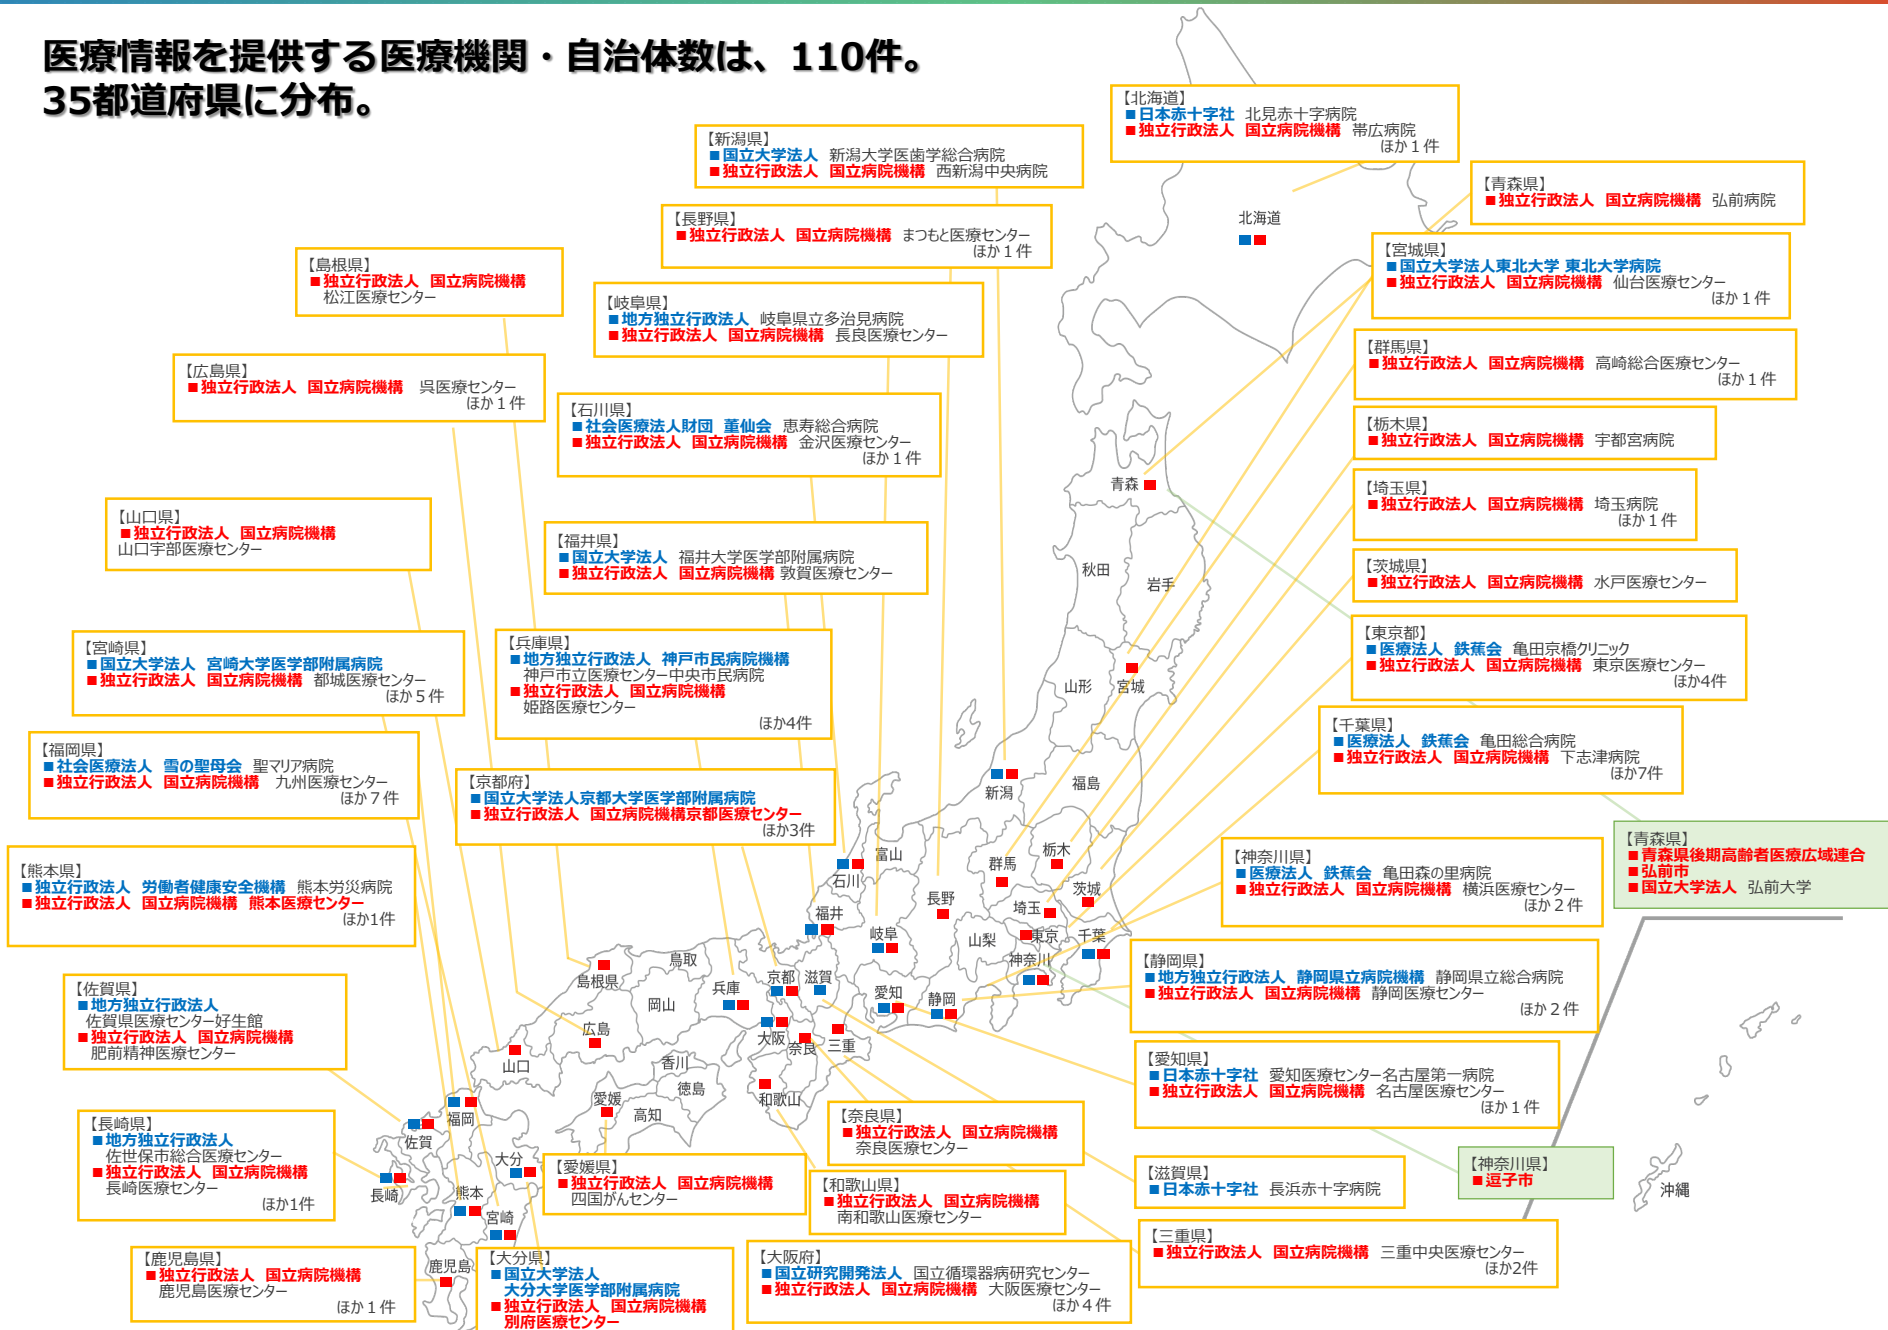 医療情報を提供する医療機関・自治体数は、110件。
35都道府県に分布。
【北海道】
■日本赤十字社 北見赤十字病院
■独立行政法人 国立病院機構 帯広病院
ほか１件
【新潟県】
■国立大学法人 新潟大学医歯学総合病院
■独立行政法人 国立病院機構 西新潟中央病院
【青森県】
■独立行政法人 国立病院機構 弘前病院
【長野県】
■独立行政法人 国立病院機構 まつもと医療センター
ほか１件
【宮城県】
■国立大学法人東北大学 東北大学病院
■独立行政法人 国立病院機構 仙台医療センター
ほか１件
【島根県】
■独立行政法人 国立病院機構
松江医療センター
【岐阜県】
■地方独立行政法人 岐阜県立多治見病院
■独立行政法人 国立病院機構 長良医療センター
【群馬県】
■独立行政法人 国立病院機構 高崎総合医療センター
ほか１件
【広島県】
■独立行政法人 国立病院機構 呉医療センター
ほか１件
【石川県】
■社会医療法人財団 董仙会 恵寿総合病院
■独立行政法人 国立病院機構 金沢医療センター
ほか１件
【栃木県】
■独立行政法人 国立病院機構 宇都宮病院
【埼玉県】
■独立行政法人 国立病院機構 埼玉病院
ほか１件
【山口県】
■独立行政法人 国立病院機構
山口宇部医療センター
【福井県】
■国立大学法人 福井大学医学部附属病院
■独立行政法人 国立病院機構 敦賀医療センター
【茨城県】
■独立行政法人 国立病院機構 水戸医療センター
【宮崎県】
■国立大学法人 宮崎大学医学部附属病院
■独立行政法人 国立病院機構 都城医療センター
ほか５件
【兵庫県】
■地方独立行政法人 神戸市民病院機構
神戸市立医療センター中央市民病院
■独立行政法人 国立病院機構
姫路医療センター
ほか4件
【東京都】
■医療法人 鉄蕉会 亀田京橋クリニック
■独立行政法人 国立病院機構 東京医療センター
ほか4件
【福岡県】
■社会医療法人 雪の聖母会 聖マリア病院
■独立行政法人 国立病院機構 九州医療センター
ほか７件
【京都府】
■国立大学法人京都大学医学部附属病院
■独立行政法人 国立病院機構京都医療センター
ほか3件
【千葉県】
■医療法人 鉄蕉会 亀田総合病院
■独立行政法人 国立病院機構 下志津病院
ほか7件
【熊本県】
■独立行政法人 労働者健康安全機構 熊本労災病院
■独立行政法人 国立病院機構 熊本医療センター
ほか1件
【神奈川県】
■医療法人 鉄蕉会 亀田森の里病院
■独立行政法人 国立病院機構 横浜医療センター
ほか２件
【青森県】
■青森県後期高齢者医療広域連合
■弘前市
■国立大学法人 弘前大学
【静岡県】
■地方独立行政法人 静岡県立病院機構 静岡県立総合病院
■独立行政法人 国立病院機構 静岡医療センター
ほか２件
【佐賀県】
■地方独立行政法人
佐賀県医療センター好生館
■独立行政法人 国立病院機構
肥前精神医療センター
【愛知県】
■日本赤十字社 愛知医療センター名古屋第一病院
■独立行政法人 国立病院機構 名古屋医療センター
ほか１件
【長崎県】
■地方独立行政法人
佐世保市総合医療センター
■独立行政法人 国立病院機構
長崎医療センター
ほか1件
【奈良県】
■独立行政法人 国立病院機構
奈良医療センター
【愛媛県】
■独立行政法人 国立病院機構
四国がんセンター
【和歌山県】
■独立行政法人 国立病院機構
南和歌山医療センター
【滋賀県】
■日本赤十字社 長浜赤十字病院
【神奈川県】
■逗子市
【三重県】
■独立行政法人 国立病院機構 三重中央医療センター
ほか2件
【鹿児島県】
■独立行政法人 国立病院機構
鹿児島医療センター
ほか１件
【大分県】
■国立大学法人
大分大学医学部附属病院
■独立行政法人 国立病院機構
別府医療センター
【大阪府】
■国立研究開発法人 国立循環器病研究センター
■独立行政法人 国立病院機構 大阪医療センター
ほか４件
北海道
青森
秋田
岩手
山形
宮城
新潟
福島
富山
石川
群馬
栃木
茨城
長野
埼玉
福井
岐阜
山梨
東京
千葉
神奈川
鳥取
島根県
岡山
兵庫
京都
滋賀
愛知
静岡
広島
大阪
奈良
三重
山口
香川
徳島
愛媛
高知
和歌山
福岡
佐賀
大分
長崎
熊本
宮崎
鹿児島
沖縄